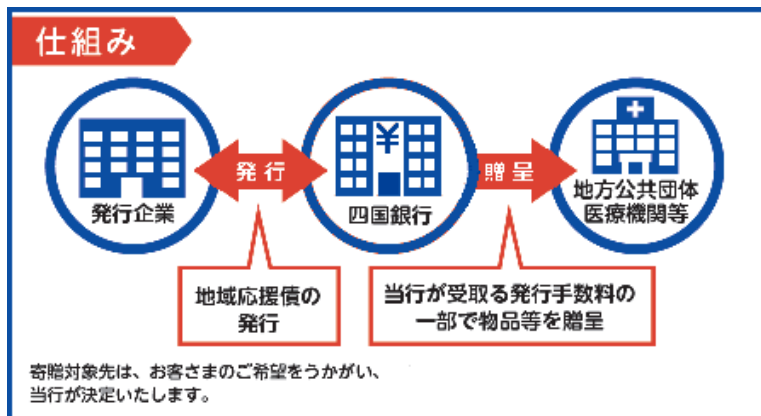 仕組み
発行企業
発行
四国銀行
¥
贈呈
地方公共団体
医療機関等
地域応援債の
発行
当行が受取る発行手数料の
一部で物品等を贈呈
寄贈対象先は、お客さまのご希望をうかがい、
当行が決定いたします。